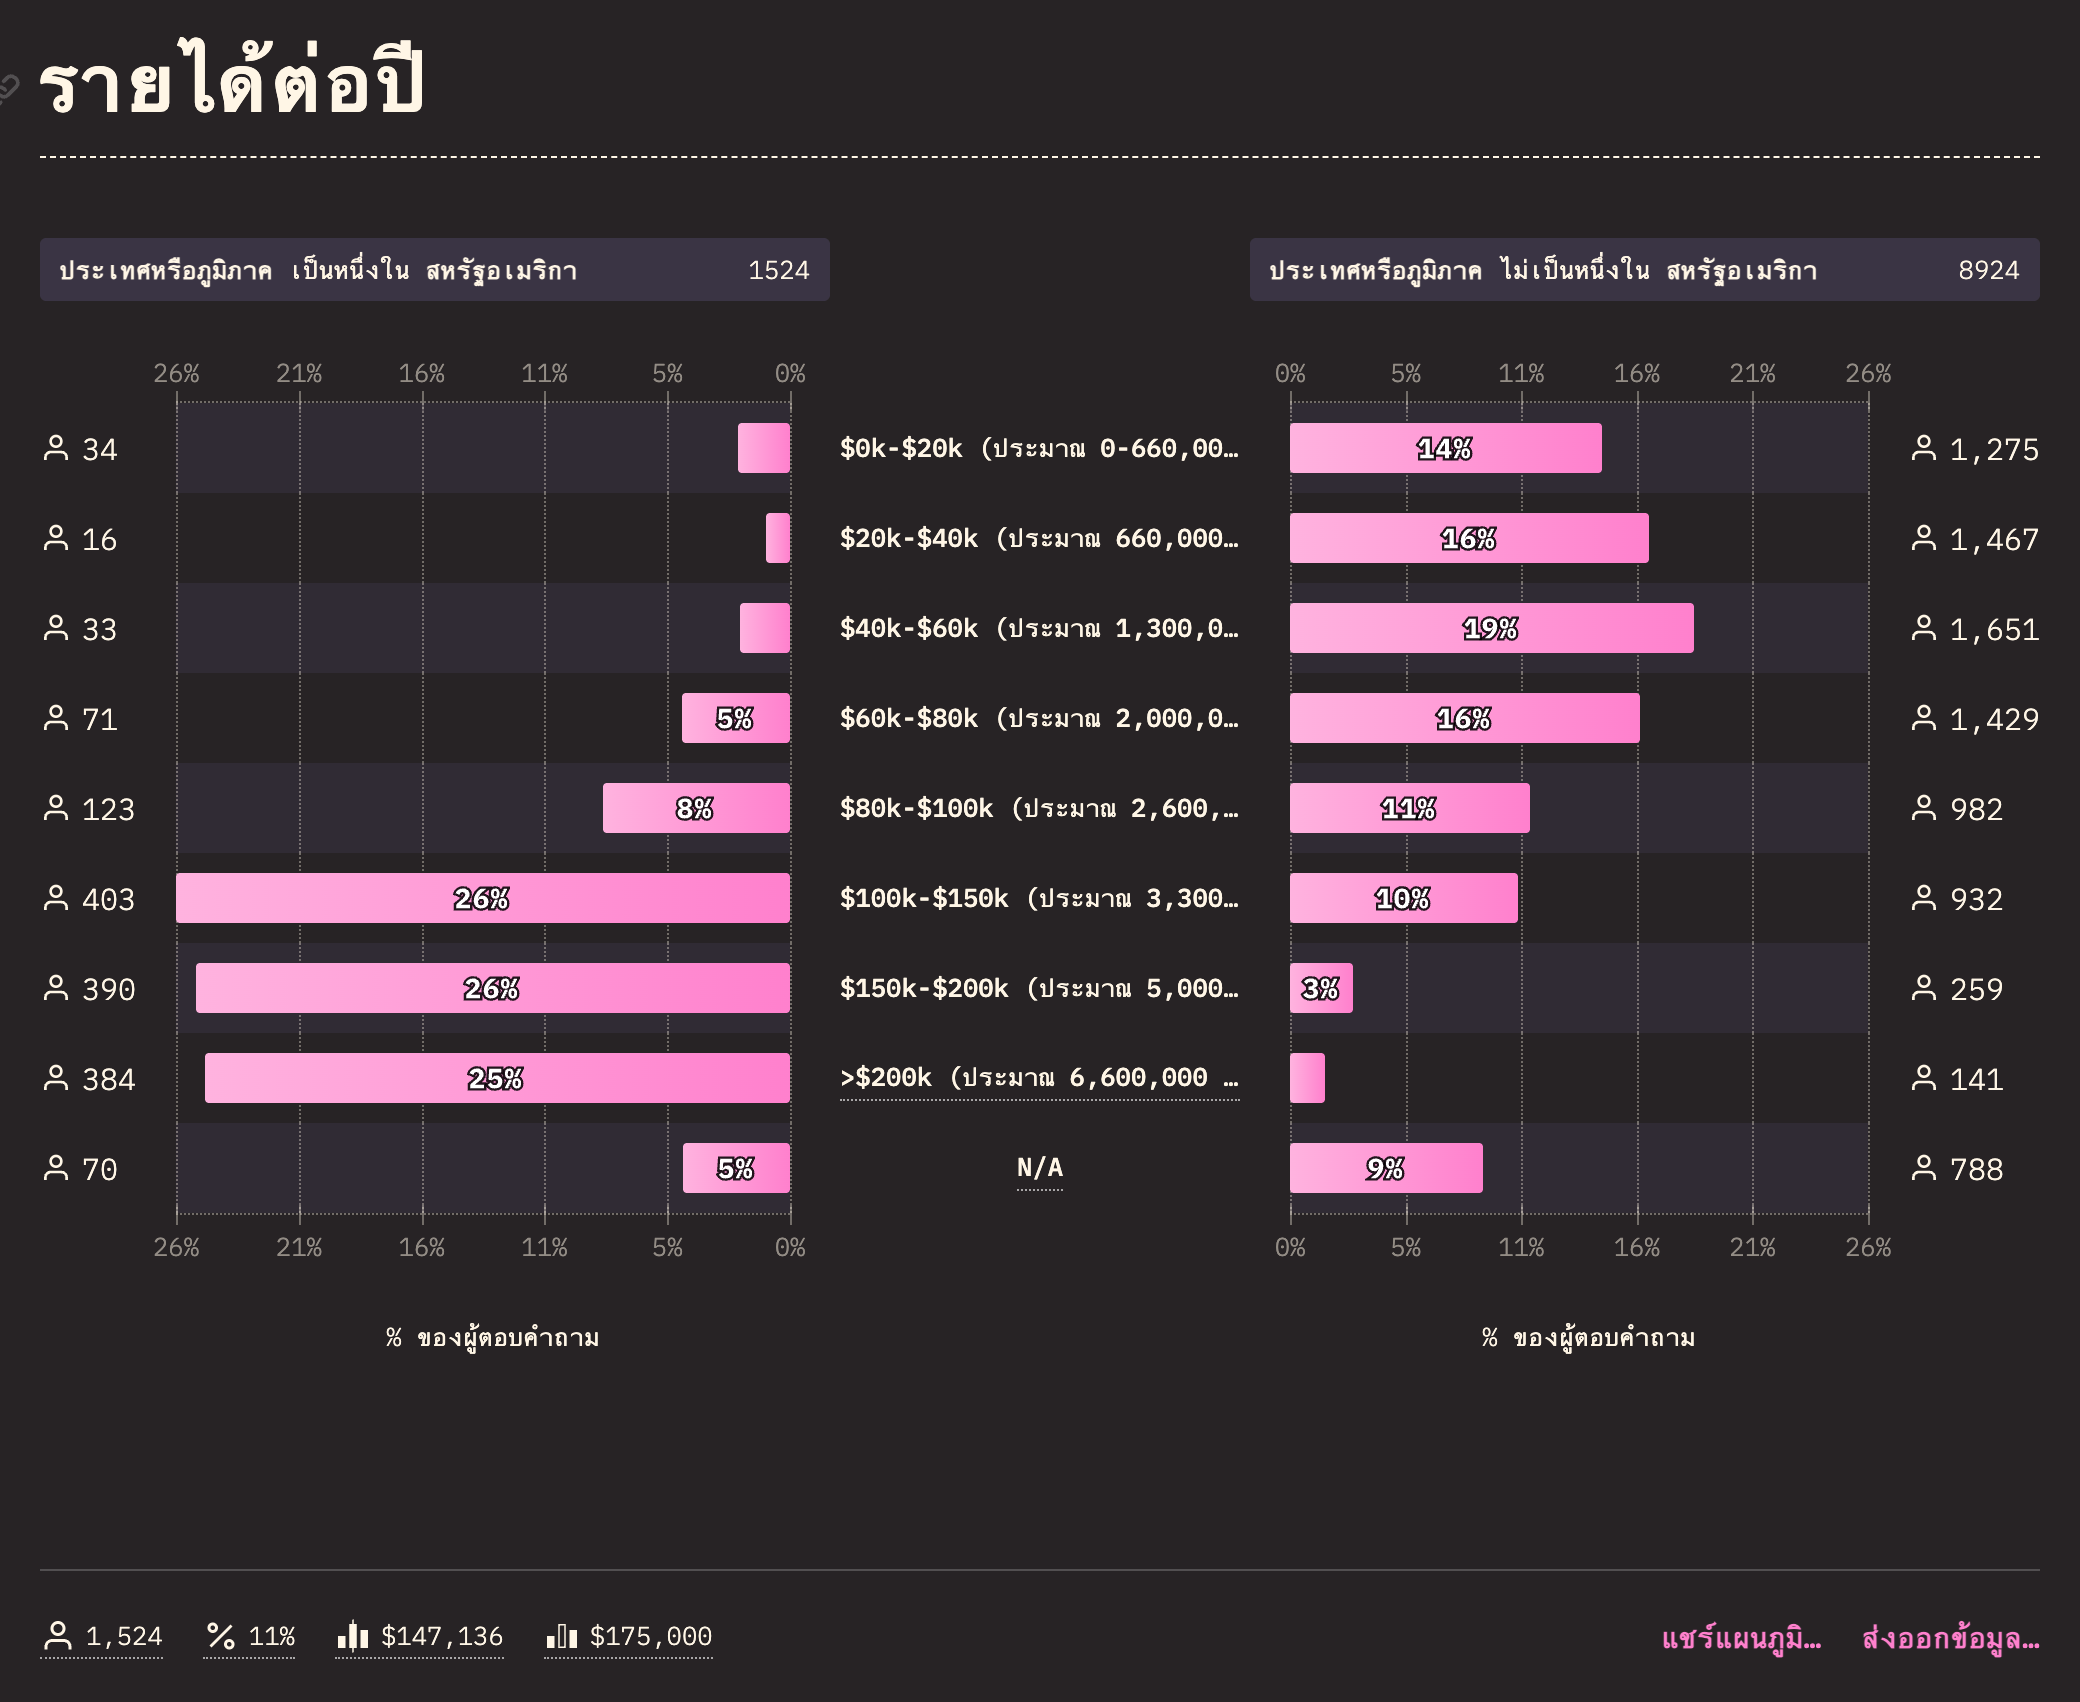 รายได้ต่อปี
ประเทศหรือภูมิภาค เป็นหนึ่งใน สหรัฐอเมริกา 1524
ประเทศหรือภูมิภาค ไม่เป็นหนึ่งใน สหรัฐอเมริกา 8924
26% 21% 16% 11% 5% 0% 0% 5% 11% 16% 21% 26%
34 $0k-$20k (ประมาณ 0-660,00… 14% 1,275
16 $20k-$40k (ประมาณ 660,000… 16% 1,467
33 $40k-$60k (ประมาณ 1,300,0… 19% 1,651
71 5% $60k-$80k (ประมาณ 2,000,0… 16% 1,429
123 8% $80k-$100k (ประมาณ 2,600,… 11% 982
403 26% $100k-$150k (ประมาณ 3,300… 10% 932
390 26% $150k-$200k (ประมาณ 5,000… 3% 259
384 25% >$200k (ประมาณ 6,600,000 … 141
70 5% N/A 9% 788
26% 21% 16% 11% 5% 0% 0% 5% 11% 16% 21% 26%
% ของผู้ตอบคำถาม % ของผู้ตอบคำถาม
1,524 11% $147,136 $175,000 แชร์แผนภูมิ… ส่งออกข้อมูล…